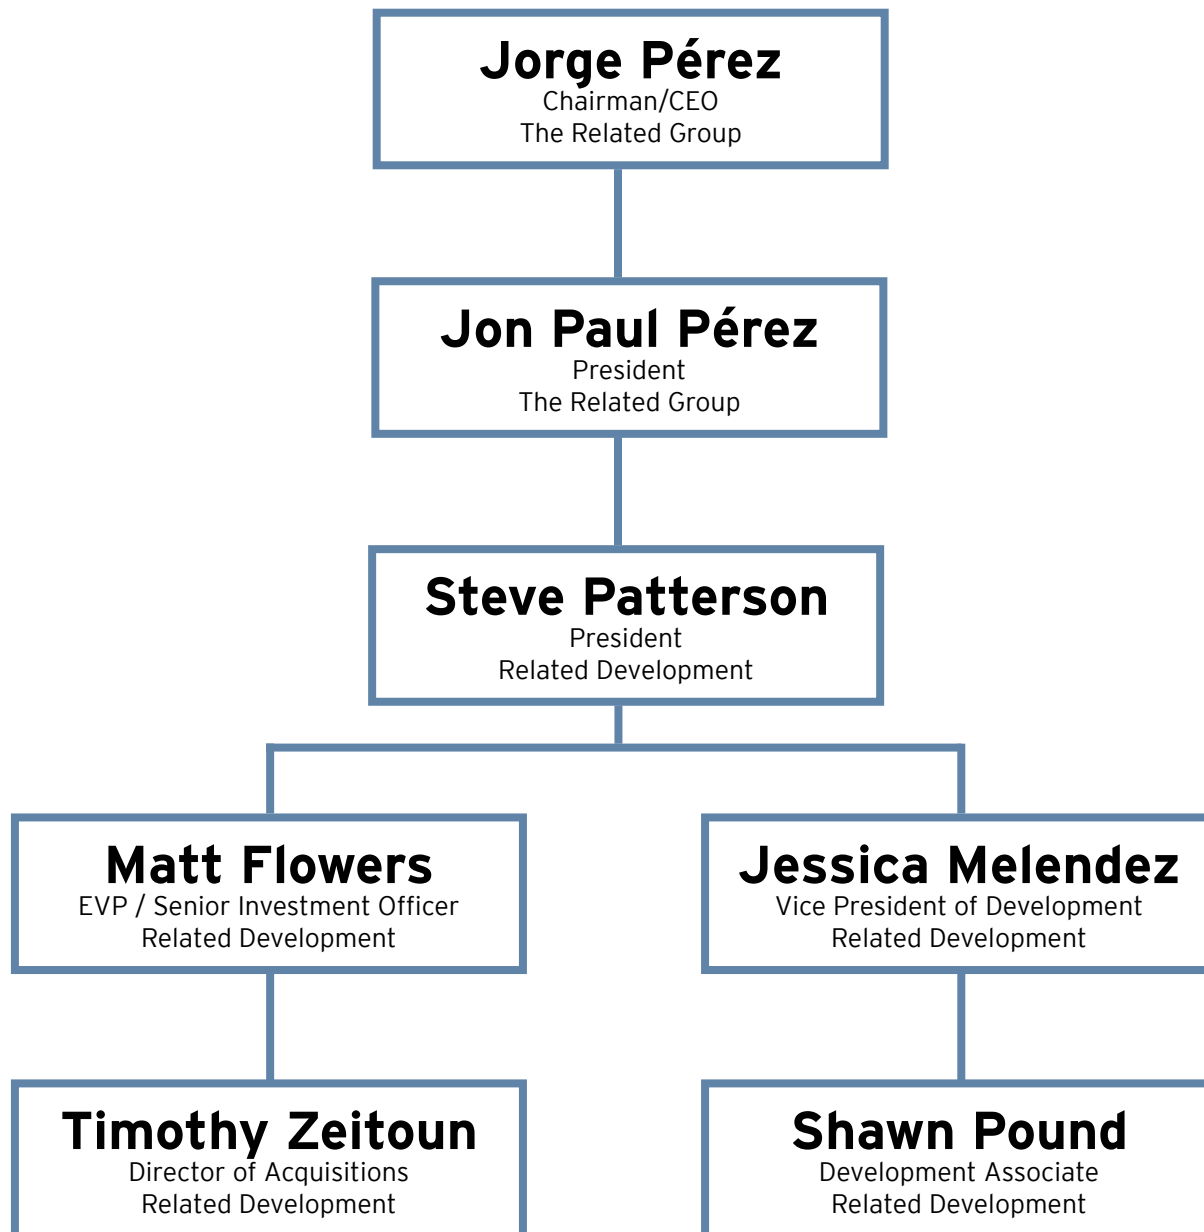 Jorge Pérez
Chairman/CEO
The Related Group
Jon Paul Pérez
President
The Related Group
Steve Patterson
President
Related Development
Matt Flowers
EVP / Senior Investment Officer
Related Development
Jessica Melendez
Vice President of Development
Related Development
Timothy Zeitoun
Director of Acquisitions
Related Development
Shawn Pound
Development Associate
Related Development